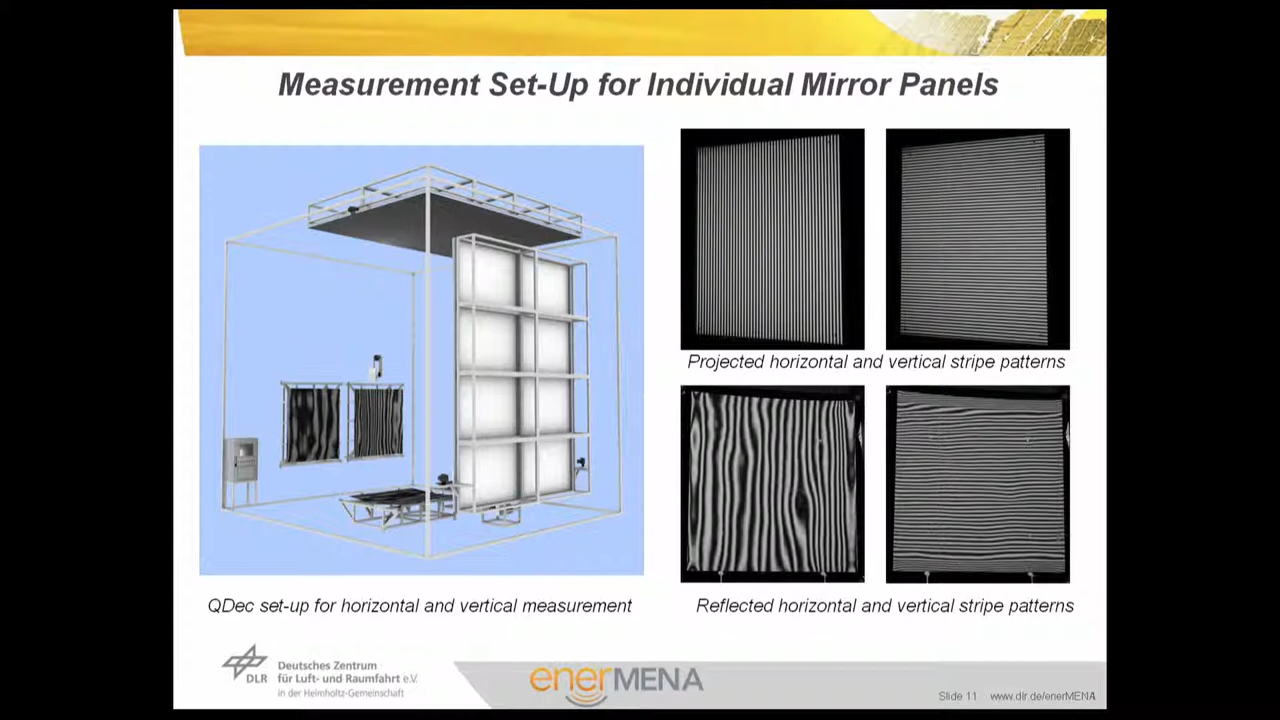 Measurement Set-Up for Individual Mirror Panels
Projected horizontal and vertical stripe patterns
QDec set-up for horizontal and vertical measurement
Reflected horizontal and vertical stripe patterns
DLR
Deutsches Zentrum
für Luft- und Raumfahrt e.V.
in der Helmholtz-Gemeinschaft
enerMENA
Slide 11 www.dlr.de/enerMENA